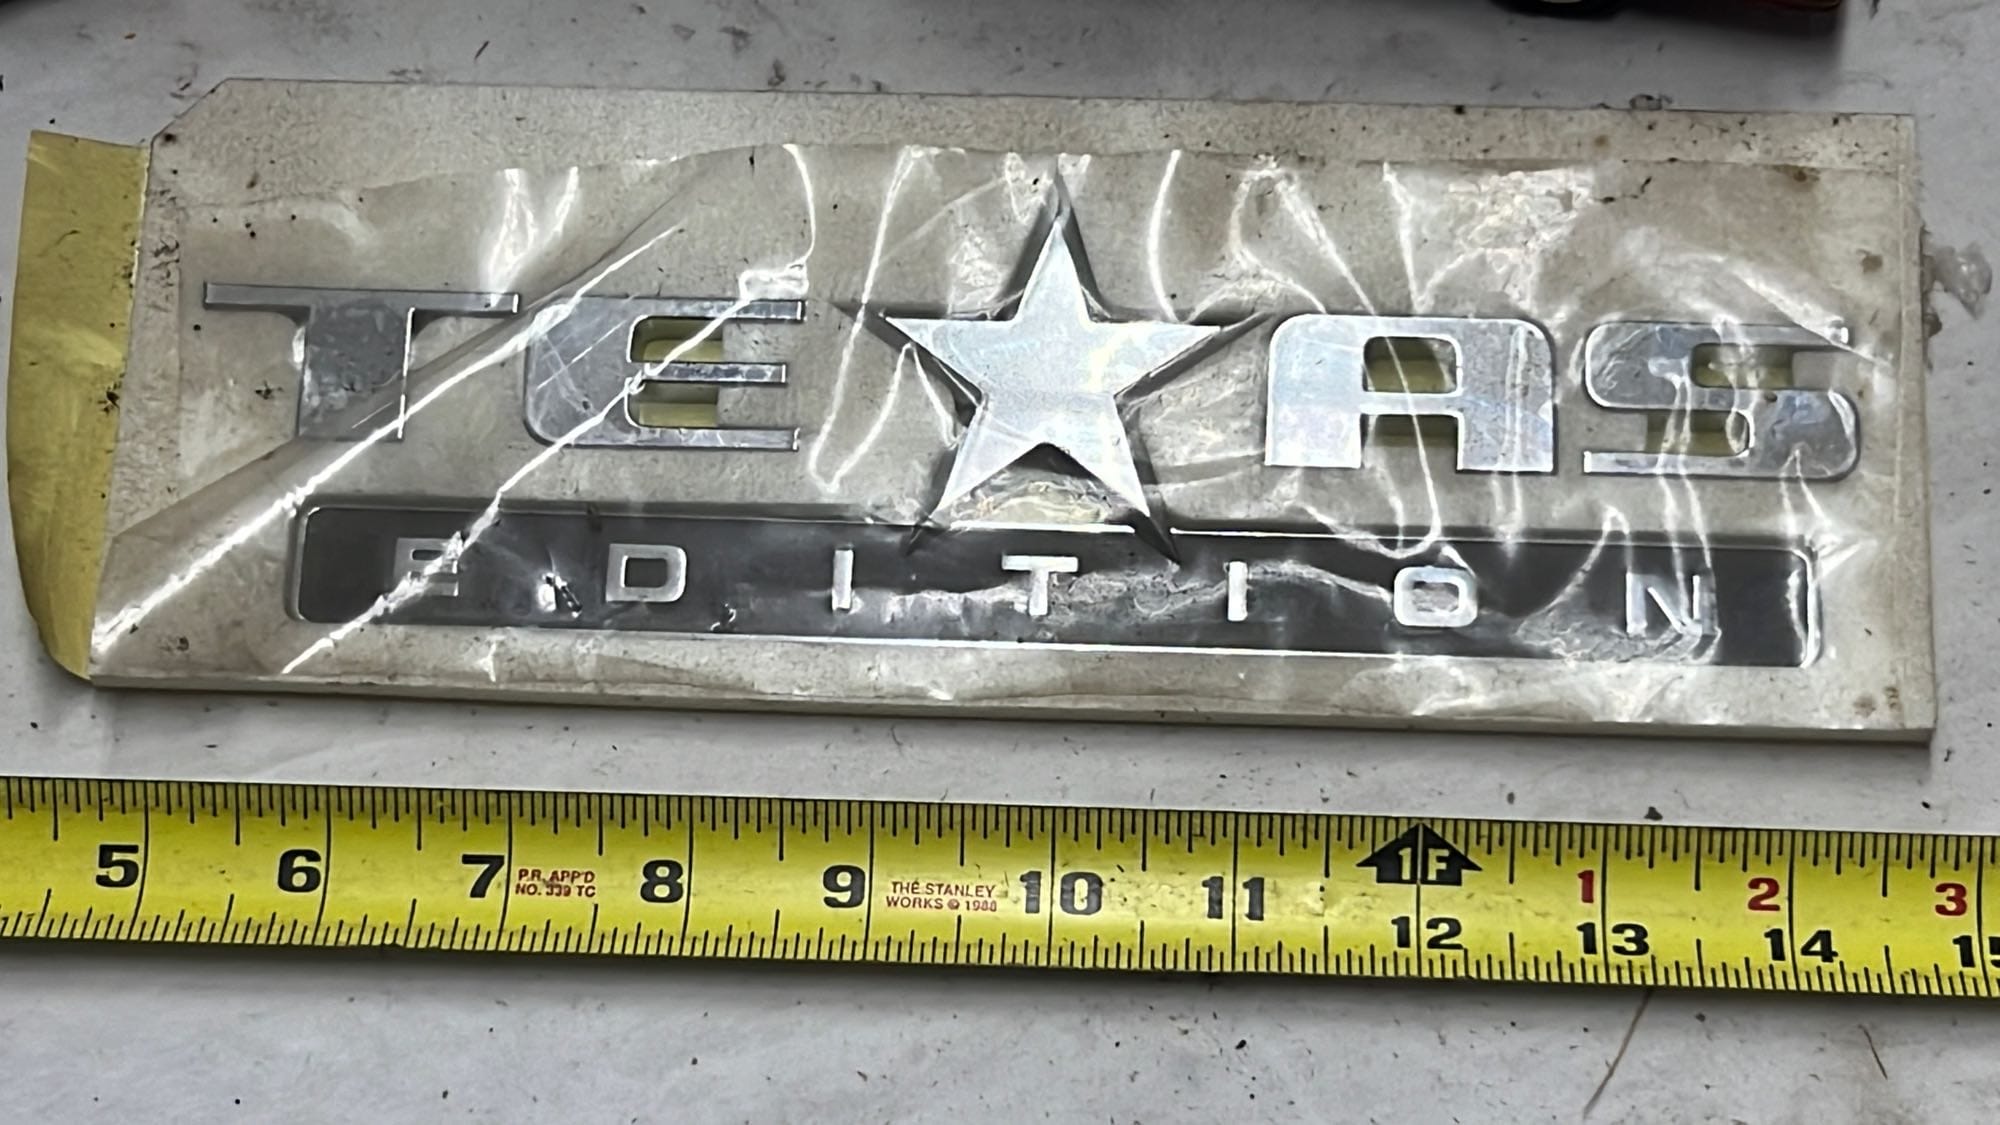 TE★AS
EDITION
1F 1 2 3
5 6 7 P.R. APP'D 8 9 THE STANLEY 10 11 12 13 14 15
NO. 339 TC WORKS © 1988